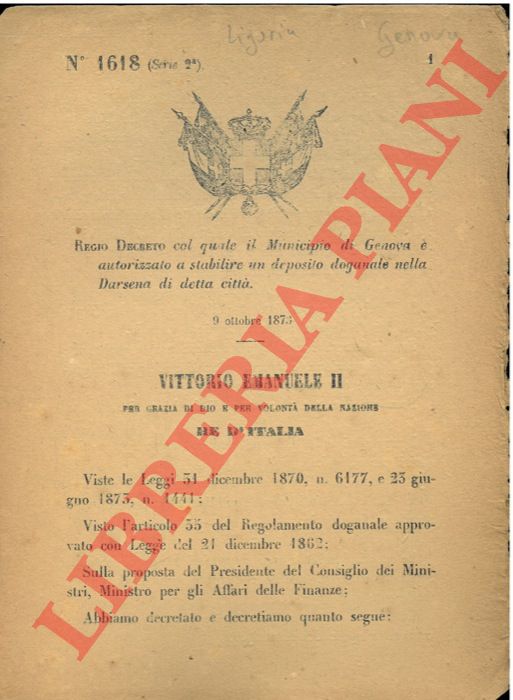 Liguria Genova
N° 1618 (Serie 2ª). 1
REGIO DECRETO col quale il Municipio di Genova è
autorizzato a stabilire un deposito doganale nella
Darsena di detta città.
9 ottobre 1873
VITTORIO EMANUELE II
PER GRAZIA DI DIO E PER VOLONTÀ DELLA NAZIONE
RE D'ITALIA
Viste le Leggi 31 dicembre 1870, n. 6177, e 23 giu-
gno 1873, n. 1441;
Visto l'articolo 55 del Regolamento doganale appro-
vato con Legge del 21 dicembre 1862;
Sulla proposta del Presidente del Consiglio dei Mini-
stri, Ministro per gli Affari delle Finanze;
Abbiamo decretato e decretiamo quanto segue:
LIBRERIA PIANI